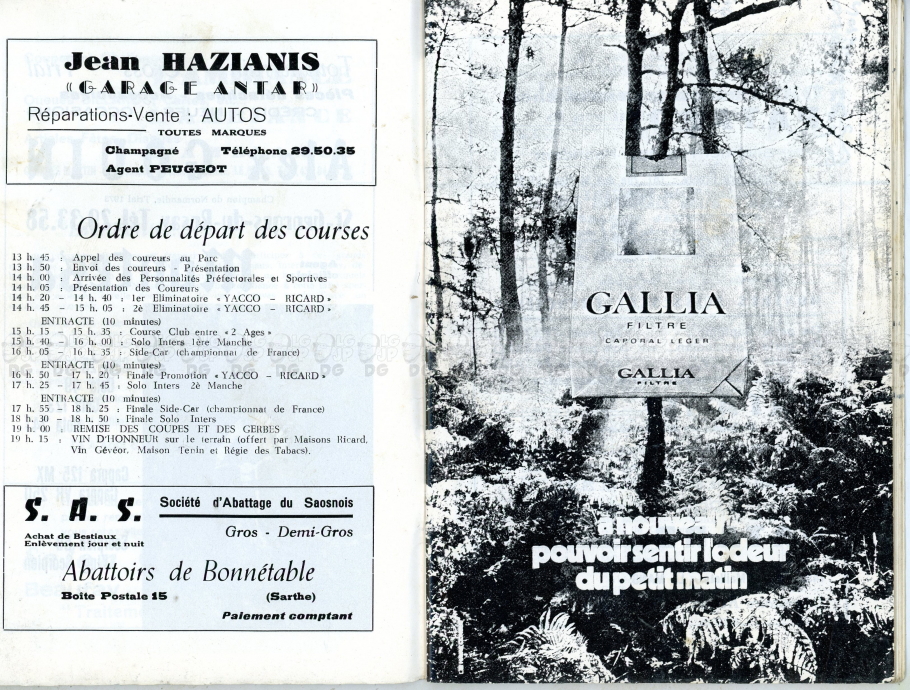 Jean HAZIANIS
« GARAGE ANTAR »
Réparations-Vente : AUTOS
TOUTES MARQUES
Champagné Téléphone 29.50.35
Agent PEUGEOT
Ordre de départ des courses
13 h. 45 : Appel des coureurs au Parc
13 h. 50 : Envoi des coureurs - Présentation
14 h. 00 : Arrivée des Personnalités Préfectorales et Sportives
14 h. 05 : Présentation des Coureurs
14 h. 20 - 14 h. 40 : 1er Eliminatoire « YACCO - RICARD »
14 h. 45 - 15 h. 05 : 2è Eliminatoire « YACCO - RICARD »
ENTRACTE (10 minutes)
15 h. 15 - 15 h. 35 : Course Club entre « 2 Ages »
15 h. 40 - 16 h. 00 : Solo Inters 1ère Manche
16 h. 05 - 16 h. 35 : Side-Car (championnat de France)
ENTRACTE (10 minutes)
16 h. 50 - 17 h. 20 : Finale Promotion « YACCO - RICARD »
17 h. 25 - 17 h. 45 : Solo Inters 2è Manche
ENTRACTE (10 minutes)
17 h. 55 - 18 h. 25 : Finale Side-Car (championnat de France)
18 h. 30 - 18 h. 50 : Finale Solo Inters
19 h. 00 : REMISE DES COUPES ET DES GERBES
19 h. 15 : VIN D'HONNEUR sur le terrain (offert par Maisons Ricard,
Vin Gévéor, Maison Tenin et Régie des Tabacs).
S. A. S. Société d'Abattage du Saosnois
Gros - Demi-Gros
Achat de Bestiaux
Enlèvement jour et nuit
Abattoirs de Bonnétable
Boîte Postale 15 (Sarthe)
Paiement comptant
GALLIA
FILTRE
CAPORAL LÉGER
GALLIA
FILTRE
à nouveau
pouvoir sentir l'odeur
du petit matin